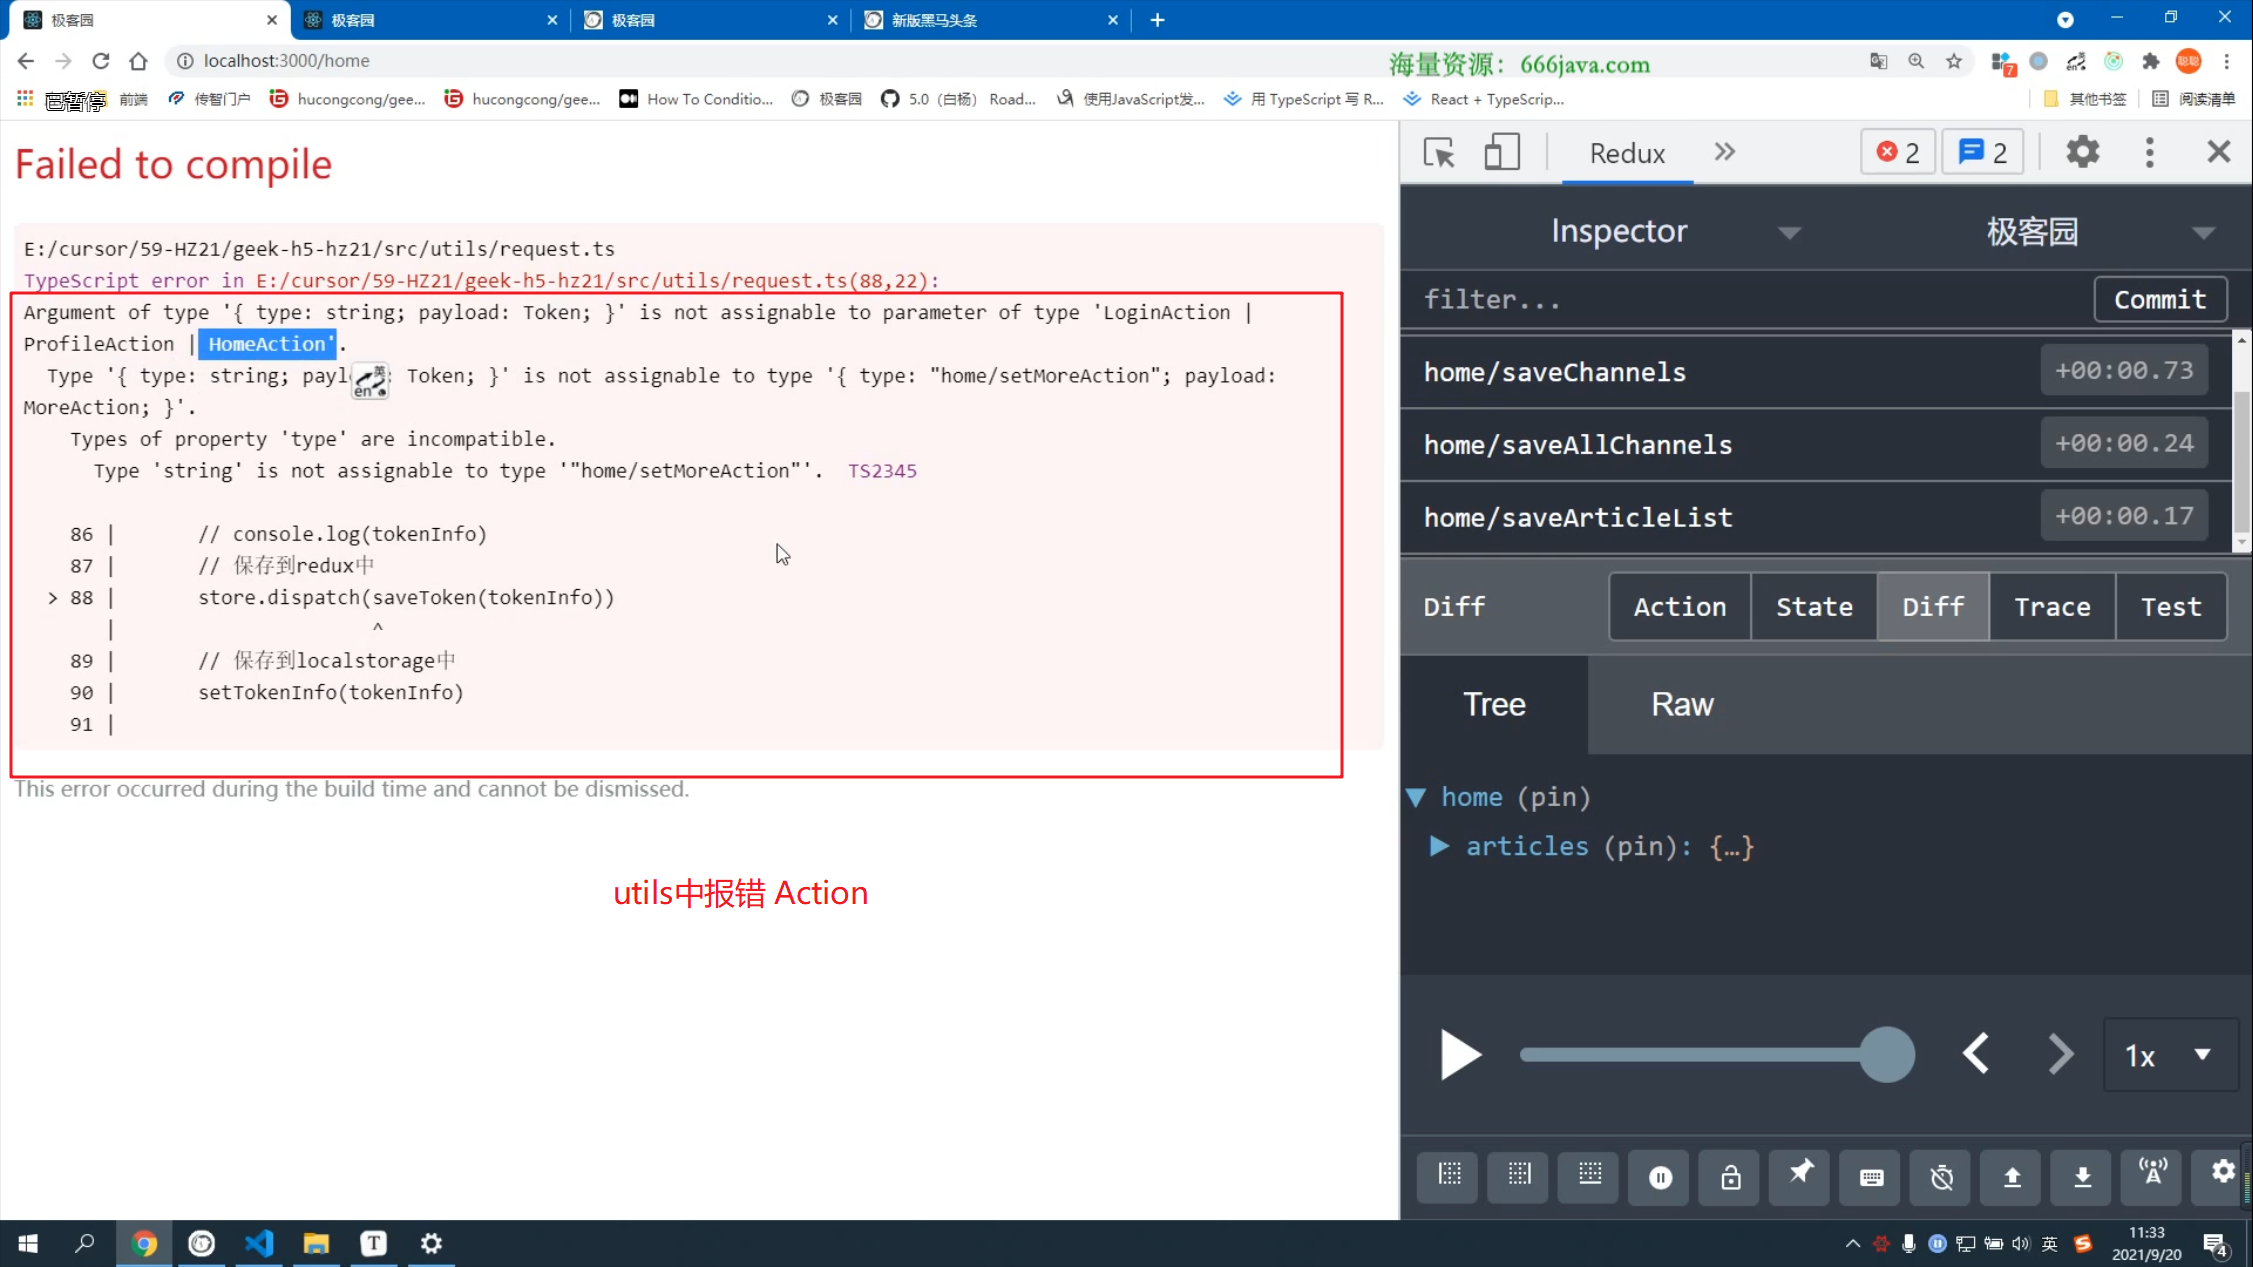 极客园
极客园
极客园
新版黑马头条
localhost:3000/home
海量资源：666java.com
7
已暂停
前端
传智门户
hucongcong/gee...
hucongcong/gee...
How To Conditio...
极客园
5.0（白杨） Road...
使用JavaScript发...
用 TypeScript 写 R...
React + TypeScrip...
其他书签
阅读清单
Failed to compile
E:/cursor/59-HZ21/geek-h5-hz21/src/utils/request.ts
TypeScript error in E:/cursor/59-HZ21/geek-h5-hz21/src/utils/request.ts(88,22):
Argument of type '{ type: string; payload: Token; }' is not assignable to parameter of type 'LoginAction |
ProfileAction | HomeAction'.
Type '{ type: string; payl : Token; }' is not assignable to type '{ type: "home/setMoreAction"; payload:
MoreAction; }'.
Types of property 'type' are incompatible.
Type 'string' is not assignable to type '"home/setMoreAction"'. TS2345
86 | // console.log(tokenInfo)
87 | // 保存到redux中
> 88 | store.dispatch(saveToken(tokenInfo))
| ^
89 | // 保存到localstorage中
90 | setTokenInfo(tokenInfo)
91 |
This error occurred during the build time and cannot be dismissed.
utils中报错 Action
Redux
2
2
Inspector
极客园
filter...
Commit
home/saveChannels
+00:00.73
home/saveAllChannels
+00:00.24
home/saveArticleList
+00:00.17
Diff
Action
State
Diff
Trace
Test
Tree
Raw
home (pin)
articles (pin): {…}
1x
英
11:33
2021/9/20
4